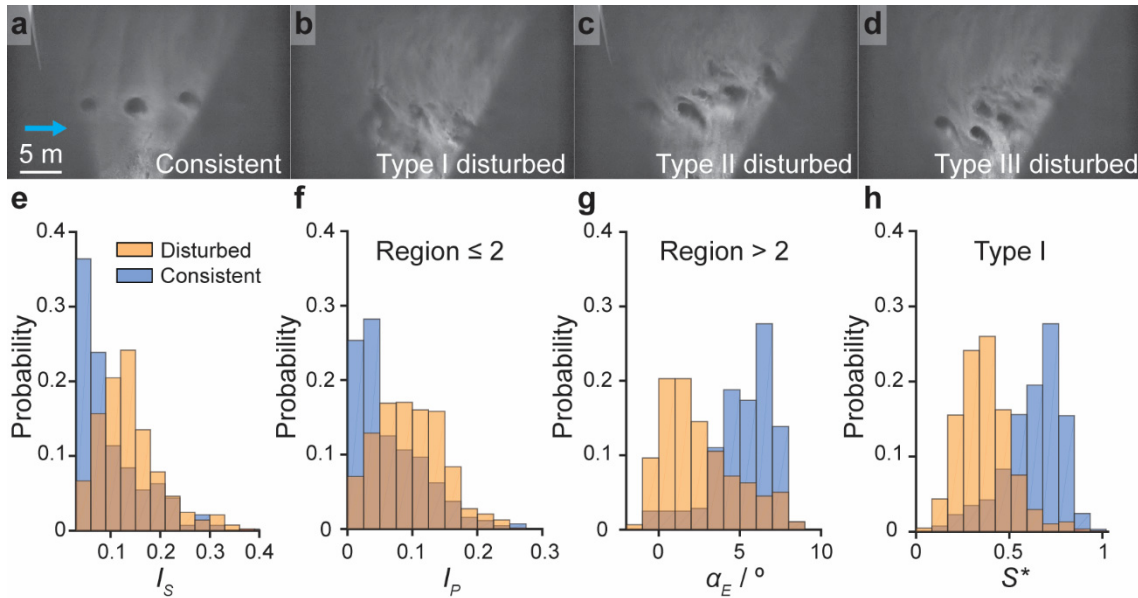 a
b
c
d
5 m
Consistent
Type I disturbed
Type II disturbed
Type III disturbed
e
f
g
h
0.4
0.3
0.2
0.1
0
Probability
Disturbed
Consistent
0.1 0.2 0.3 0.4
I_S
0.4
0.3
0.2
0.1
0
Probability
Region ≤ 2
0 0.1 0.2 0.3
I_P
0.4
0.3
0.2
0.1
0
Probability
Region > 2
0 5 10
α_E / º
0.4
0.3
0.2
0.1
0
Probability
Type I
0 0.5 1
S*